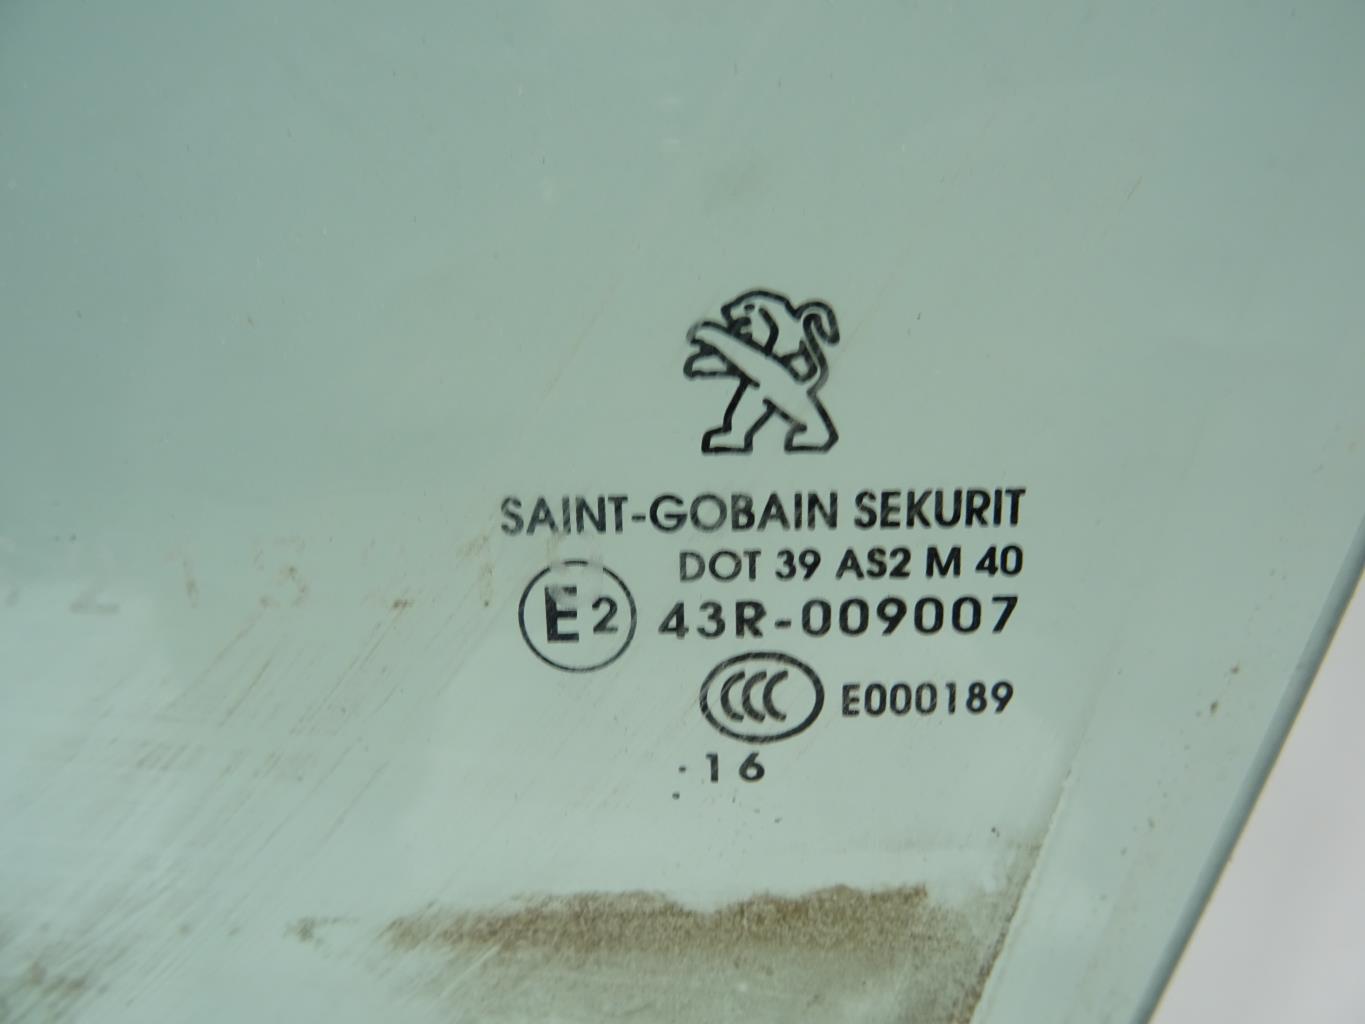 SAINT-GOBAIN SEKURIT
DOT 39 AS2 M 40
E2 43R-009007
CCC E000189
. 16
.